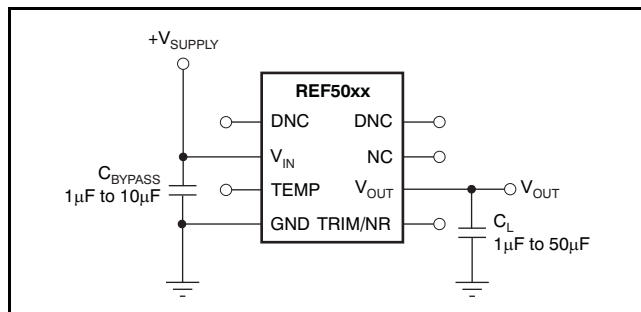 +VSUPPLY
REF50xx
DNC DNC
VIN NC
CBYPASS
1μF to 10μF
TEMP VOUT VOUT
GND TRIM/NR
CL
1μF to 50μF